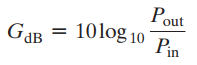 G_dB = 10 log_10 P_out / P_in